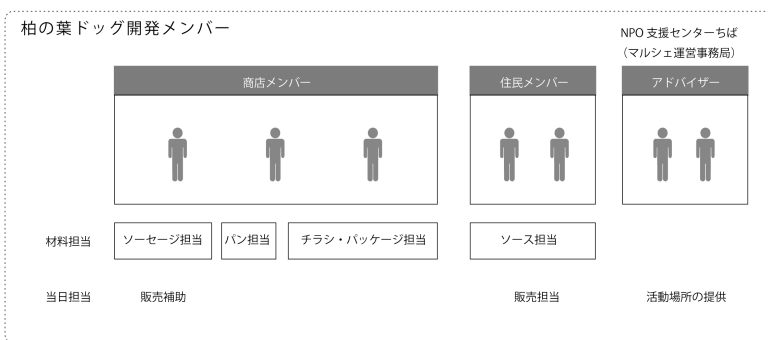 柏の葉ドッグ開発メンバー
NPO 支援センターちば
（マルシェ運営事務局）
商店メンバー
住民メンバー
アドバイザー
材料担当
ソーセージ担当
パン担当
チラシ・パッケージ担当
ソース担当
当日担当
販売補助
販売担当
活動場所の提供